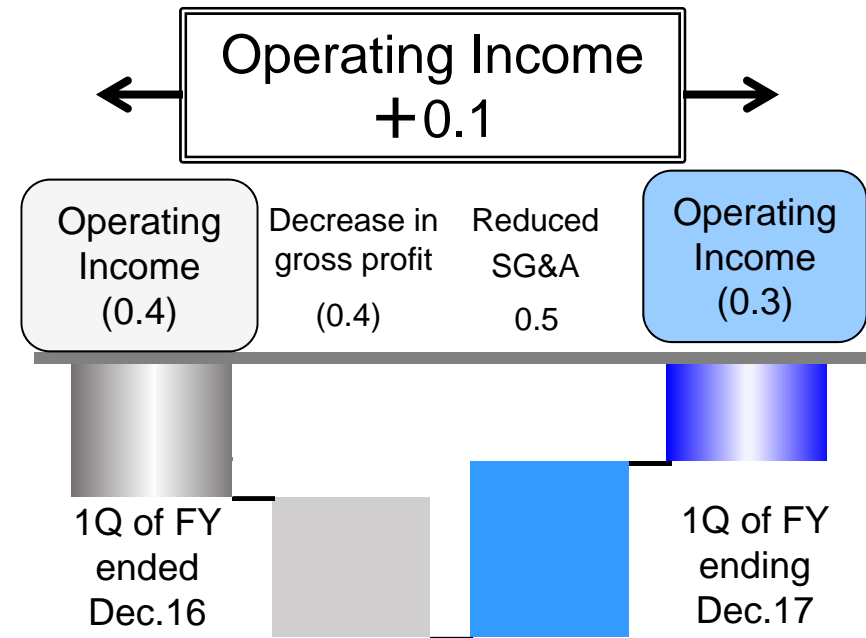 Operating Income
+0.1
Operating
Income
(0.4)
Decrease in
gross profit
(0.4)
Reduced
SG&A
0.5
Operating
Income
(0.3)
1Q of FY
ended
Dec.16
1Q of FY
ending
Dec.17